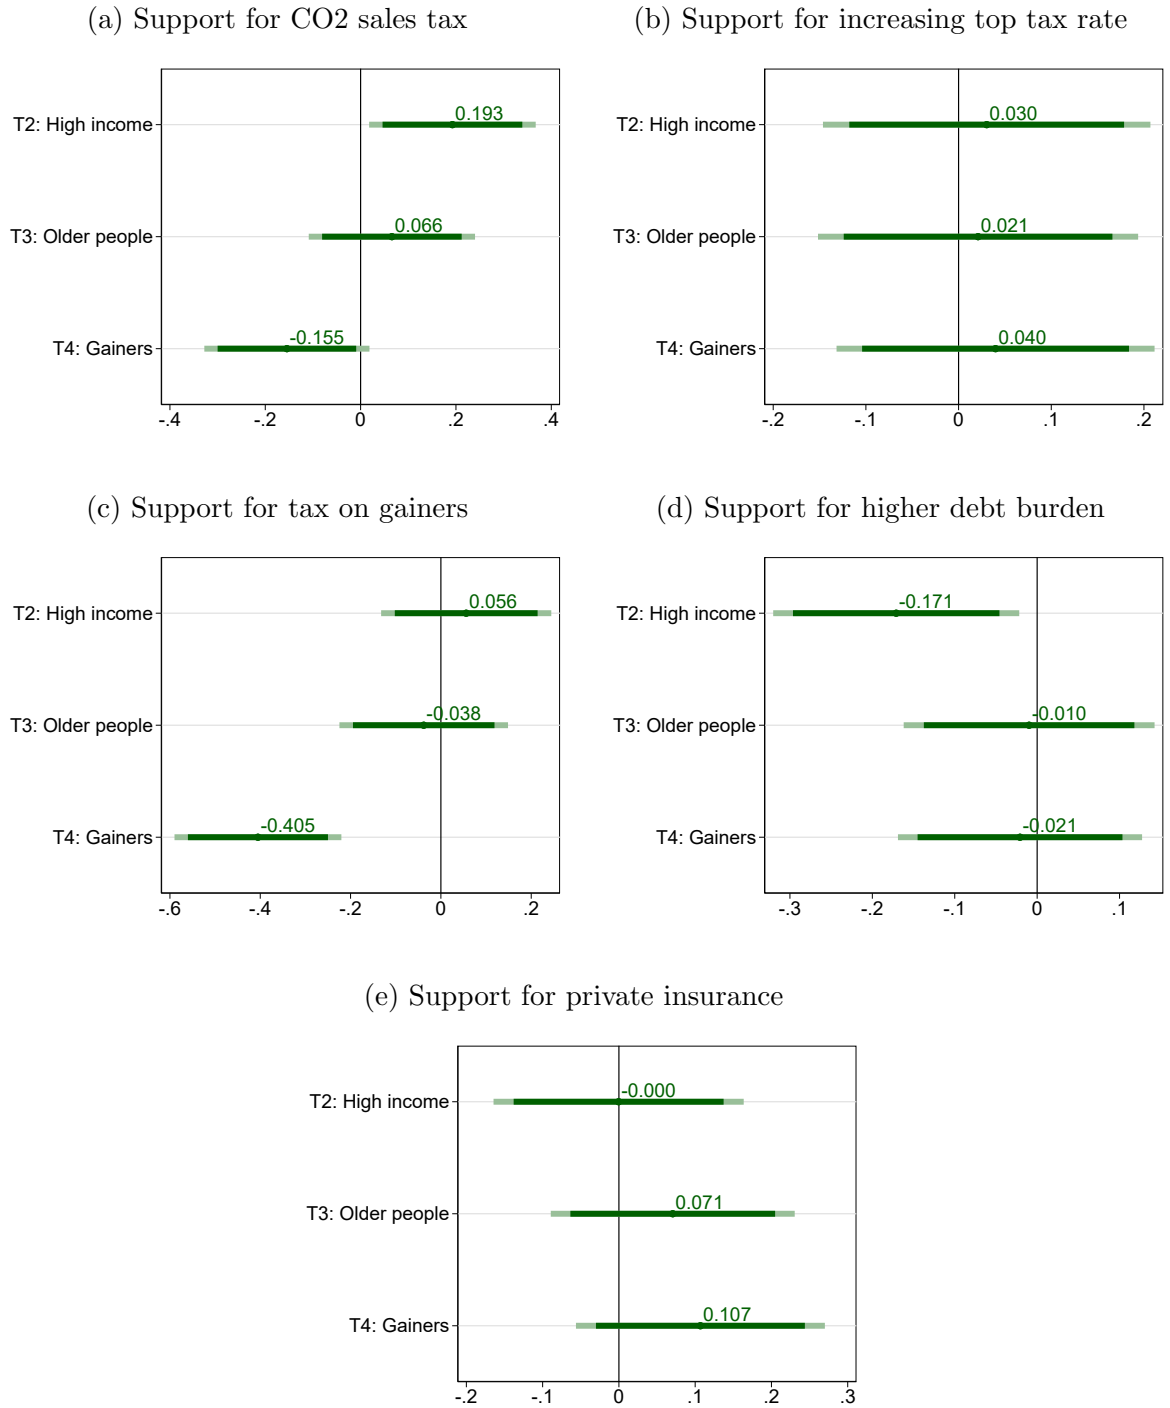 (a) Support for CO2 sales tax
T2: High income
0.193
T3: Older people
0.066
T4: Gainers
-0.155
-.4 -.2 0 .2 .4
(b) Support for increasing top tax rate
T2: High income
0.030
T3: Older people
0.021
T4: Gainers
0.040
-.2 -.1 0 .1 .2
(c) Support for tax on gainers
T2: High income
0.056
T3: Older people
-0.038
T4: Gainers
-0.405
-.6 -.4 -.2 0 .2
(d) Support for higher debt burden
T2: High income
-0.171
T3: Older people
-0.010
T4: Gainers
-0.021
-.3 -.2 -.1 0 .1
(e) Support for private insurance
T2: High income
-0.000
T3: Older people
0.071
T4: Gainers
0.107
-.2 -.1 0 .1 .2 .3